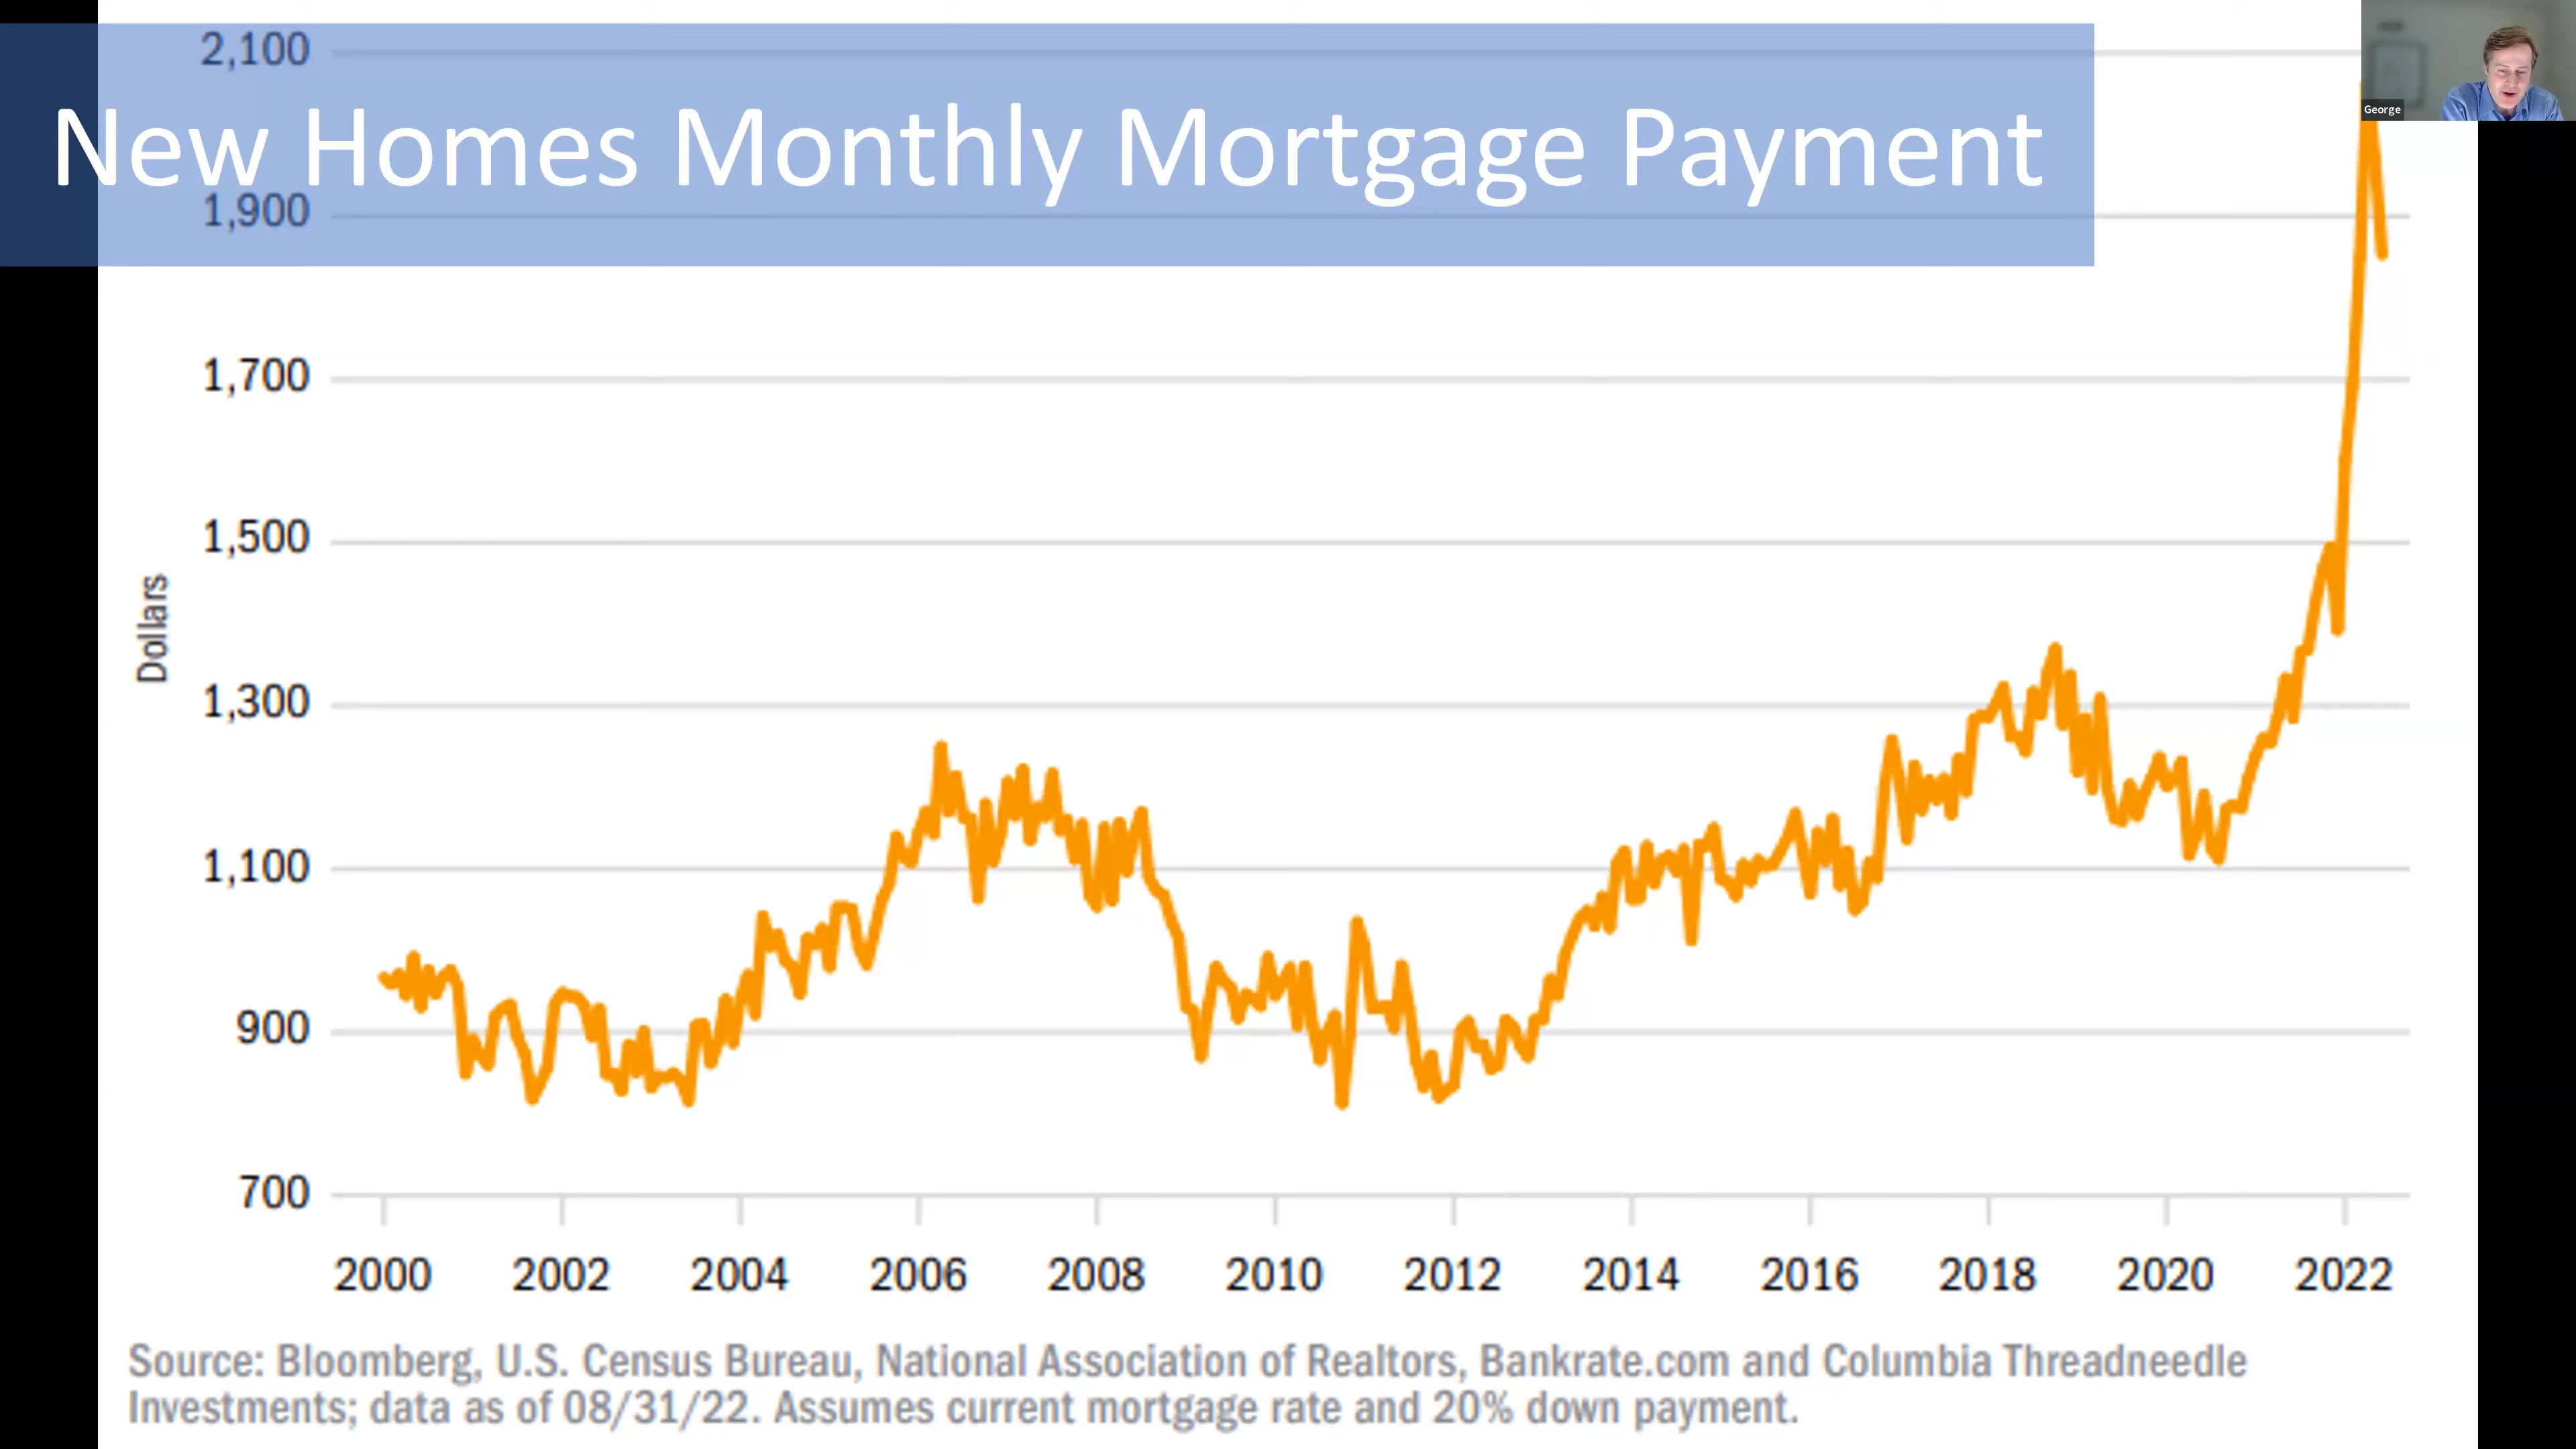 New Homes Monthly Mortgage Payment
George
2,100
1,900
1,700
1,500
1,300
1,100
900
700
Dollars
2000 2002 2004 2006 2008 2010 2012 2014 2016 2018 2020 2022
Source: Bloomberg, U.S. Census Bureau, National Association of Realtors, Bankrate.com and Columbia Threadneedle
Investments; data as of 08/31/22. Assumes current mortgage rate and 20% down payment.